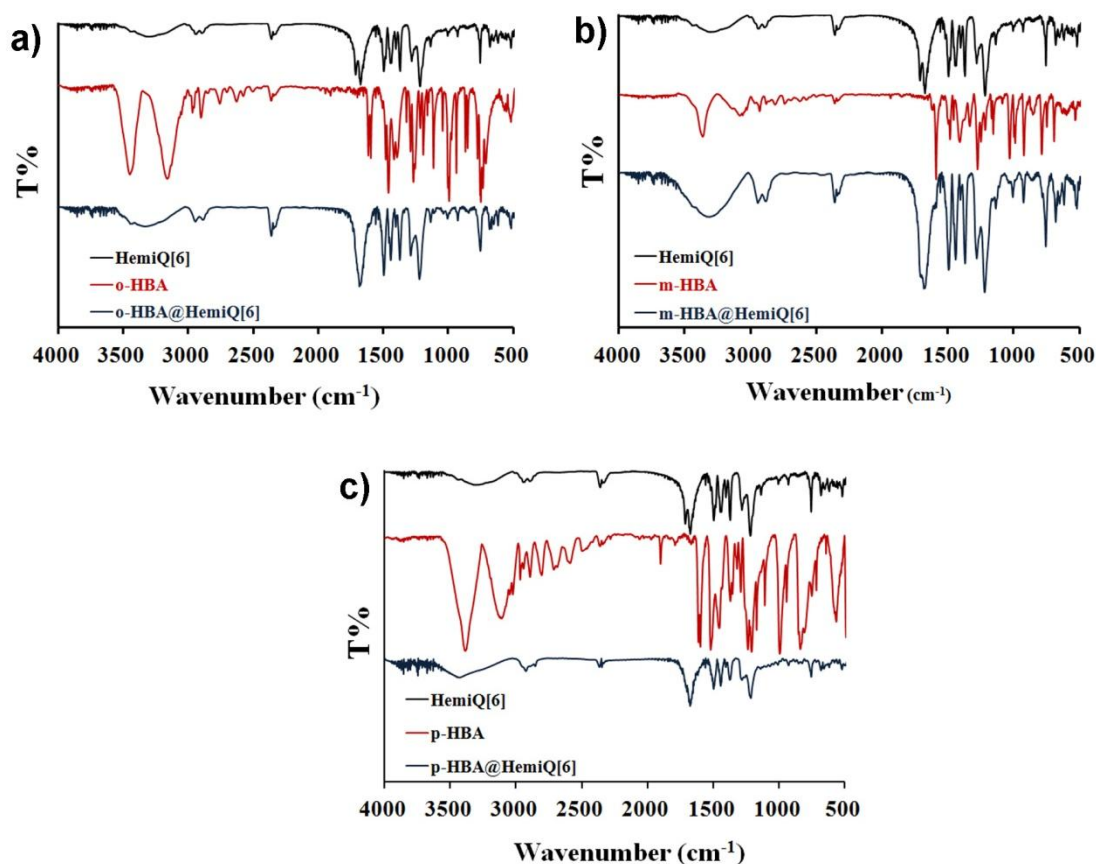 a)
T%
HemiQ[6]
o-HBA
o-HBA@HemiQ[6]
4000 3500 3000 2500 2000 1500 1000 500
Wavenumber (cm-1)
b)
T%
HemiQ[6]
m-HBA
m-HBA@HemiQ[6]
4000 3500 3000 2500 2000 1500 1000 500
Wavenumber (cm-1)
c)
T%
HemiQ[6]
p-HBA
p-HBA@HemiQ[6]
4000 3500 3000 2500 2000 1500 1000 500
Wavenumber (cm-1)